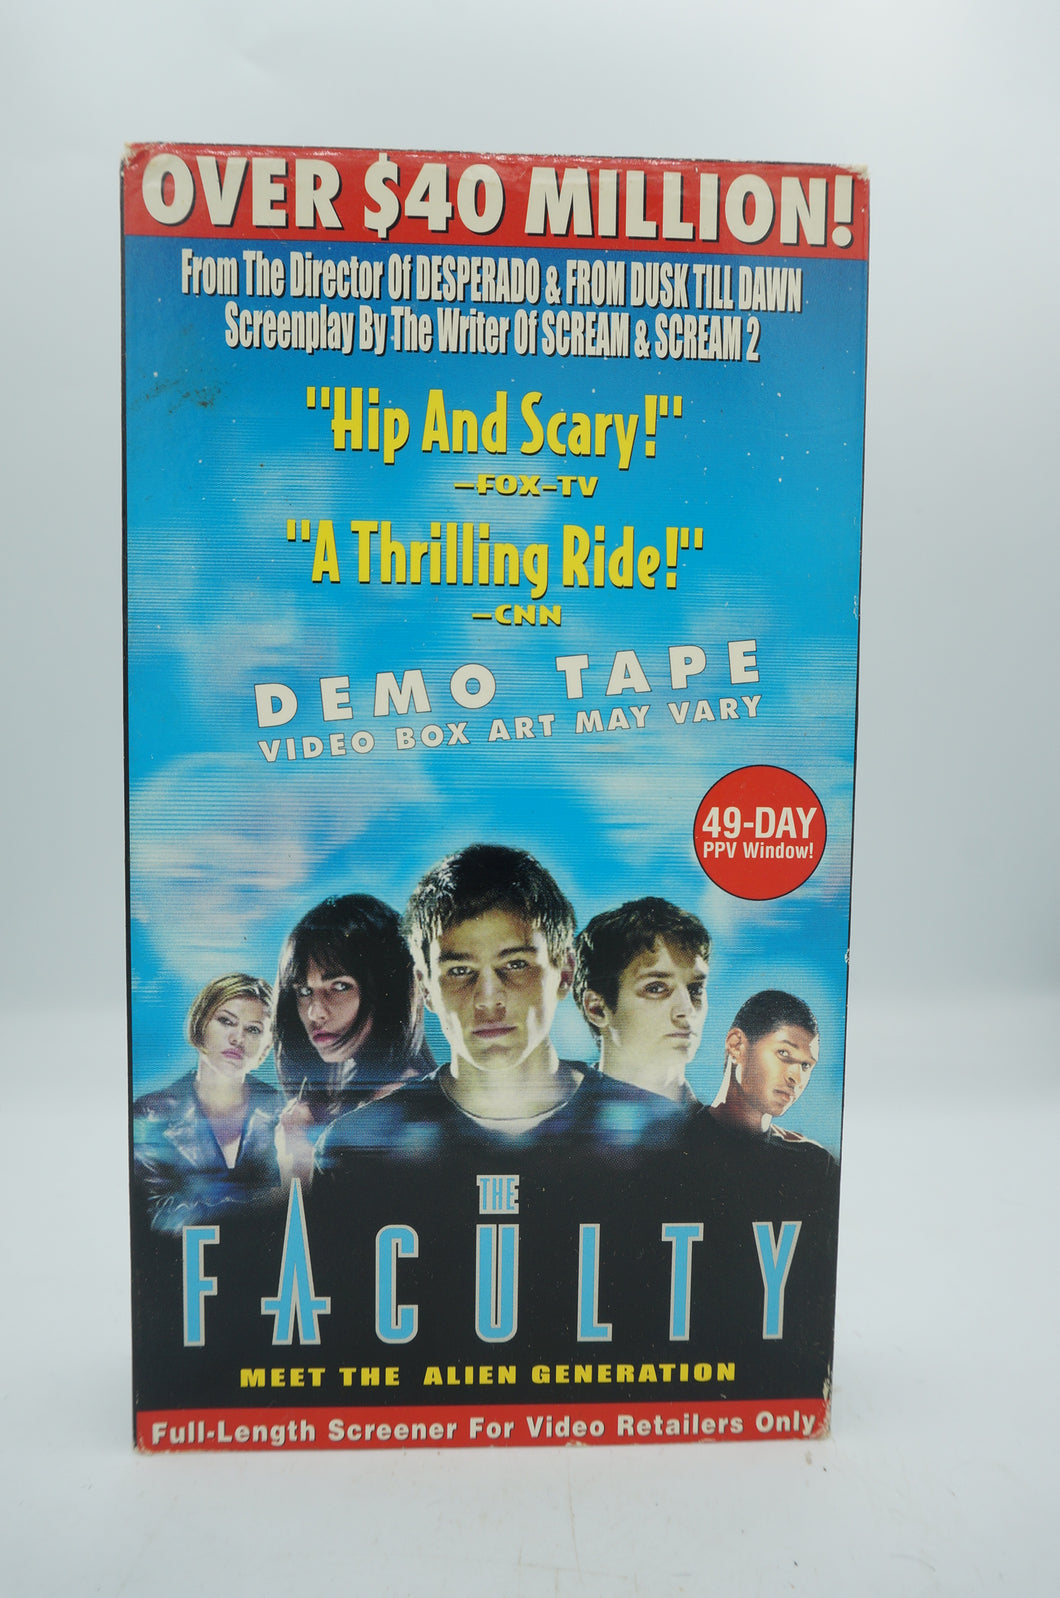 OVER $40 MILLION!
From The Director Of DESPERADO & FROM DUSK TILL DAWN
Screenplay By The Writer Of SCREAM & SCREAM 2
"Hip And Scary!"
–FOX–TV
"A Thrilling Ride!"
–CNN
DEMO TAPE
VIDEO BOX ART MAY VARY
49-DAY
PPV Window!
THE
FACULTY
MEET THE ALIEN GENERATION
Full-Length Screener For Video Retailers Only